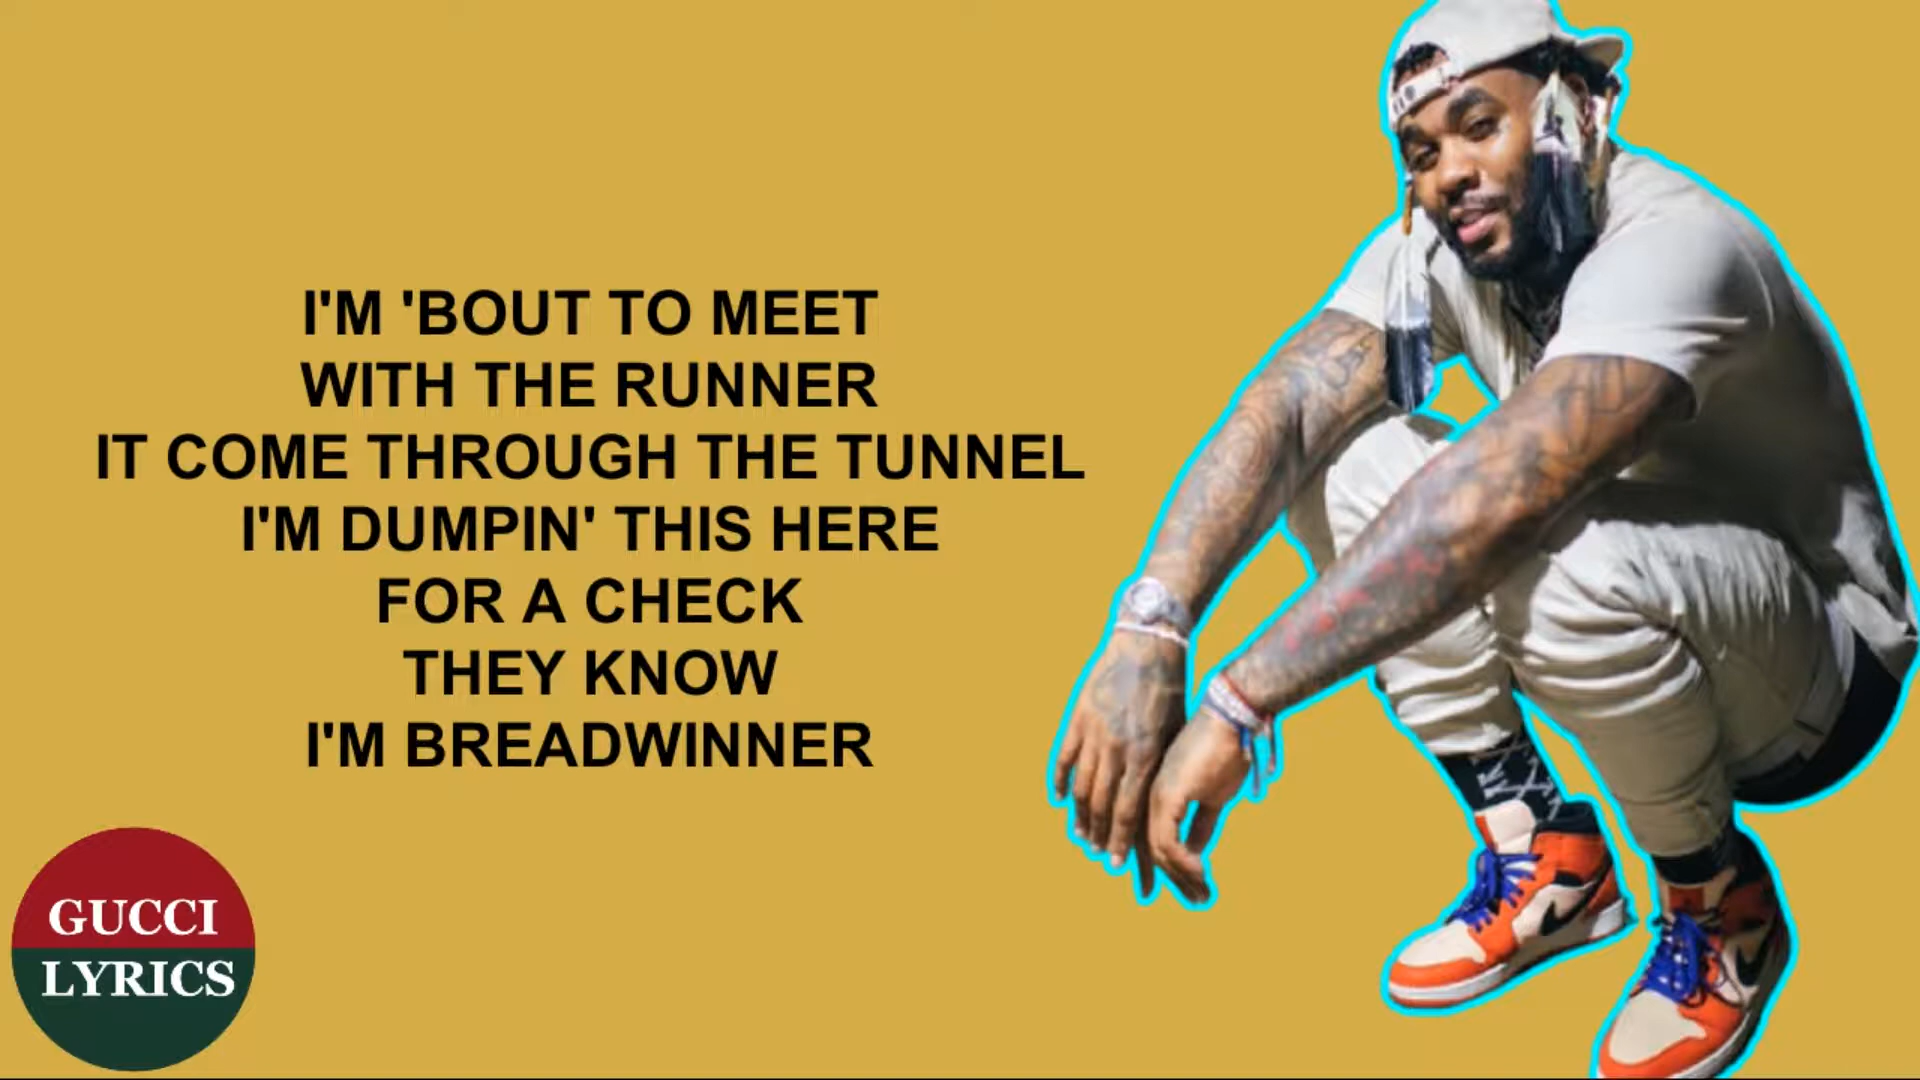 I'M 'BOUT TO MEET
WITH THE RUNNER
IT COME THROUGH THE TUNNEL
I'M DUMPIN' THIS HERE
FOR A CHECK
THEY KNOW
I'M BREADWINNER
GUCCI
LYRICS